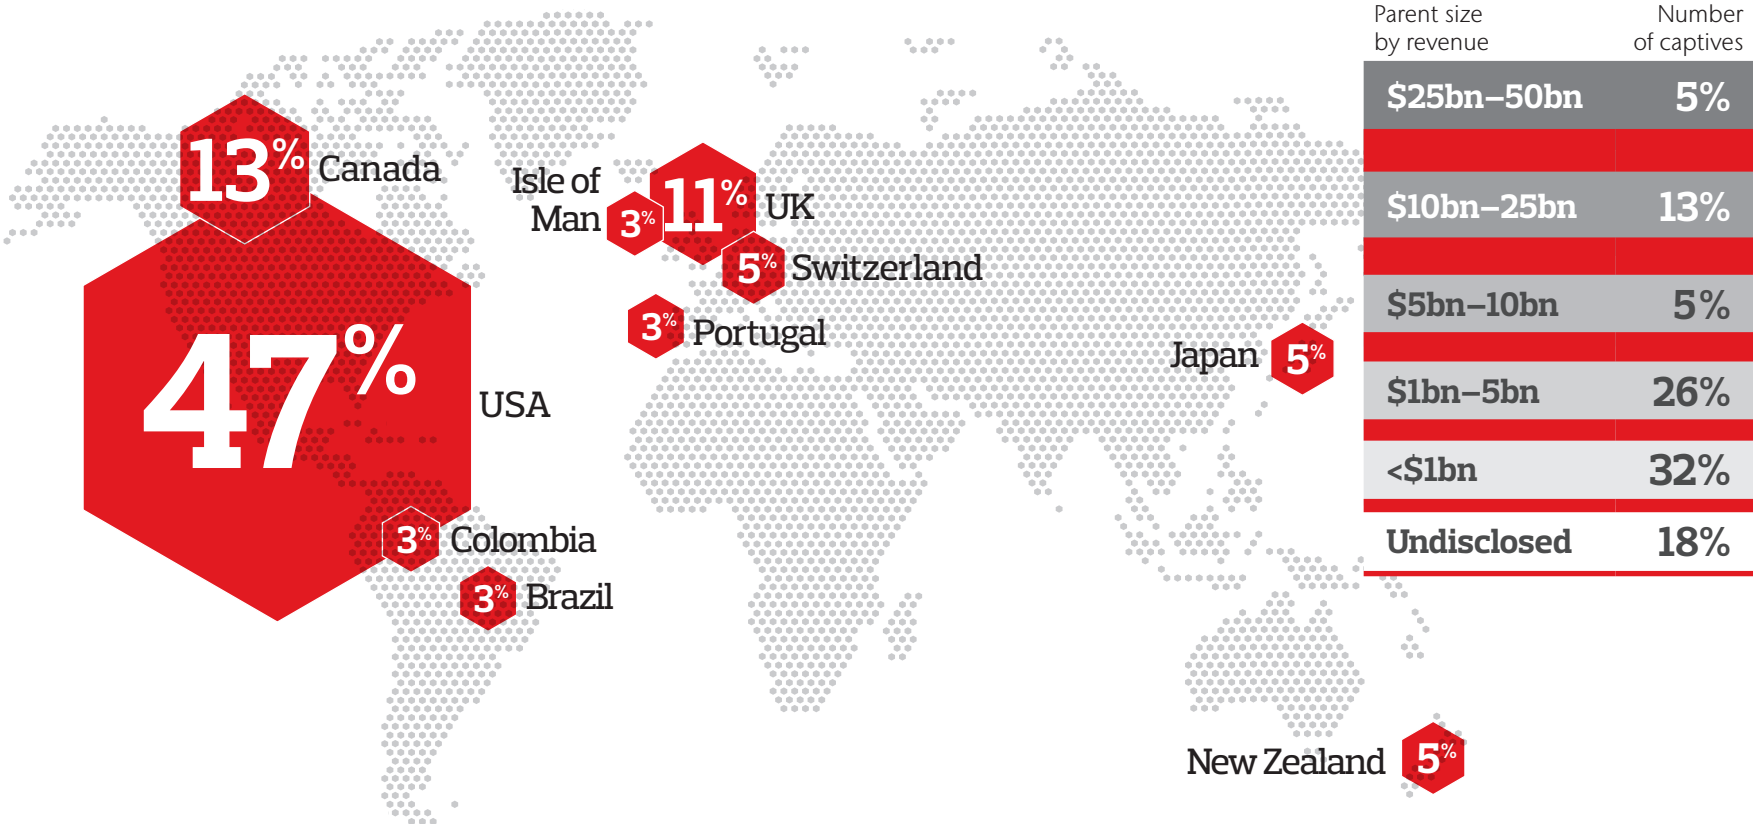 13% Canada
47% USA
3% Colombia
3% Brazil
Isle of
Man 3%
11% UK
5% Switzerland
3% Portugal
Japan 5%
New Zealand 5%
Parent size
by revenue
Number
of captives
$25bn–50bn 5%
$10bn–25bn 13%
$5bn–10bn 5%
$1bn–5bn 26%
<$1bn 32%
Undisclosed 18%